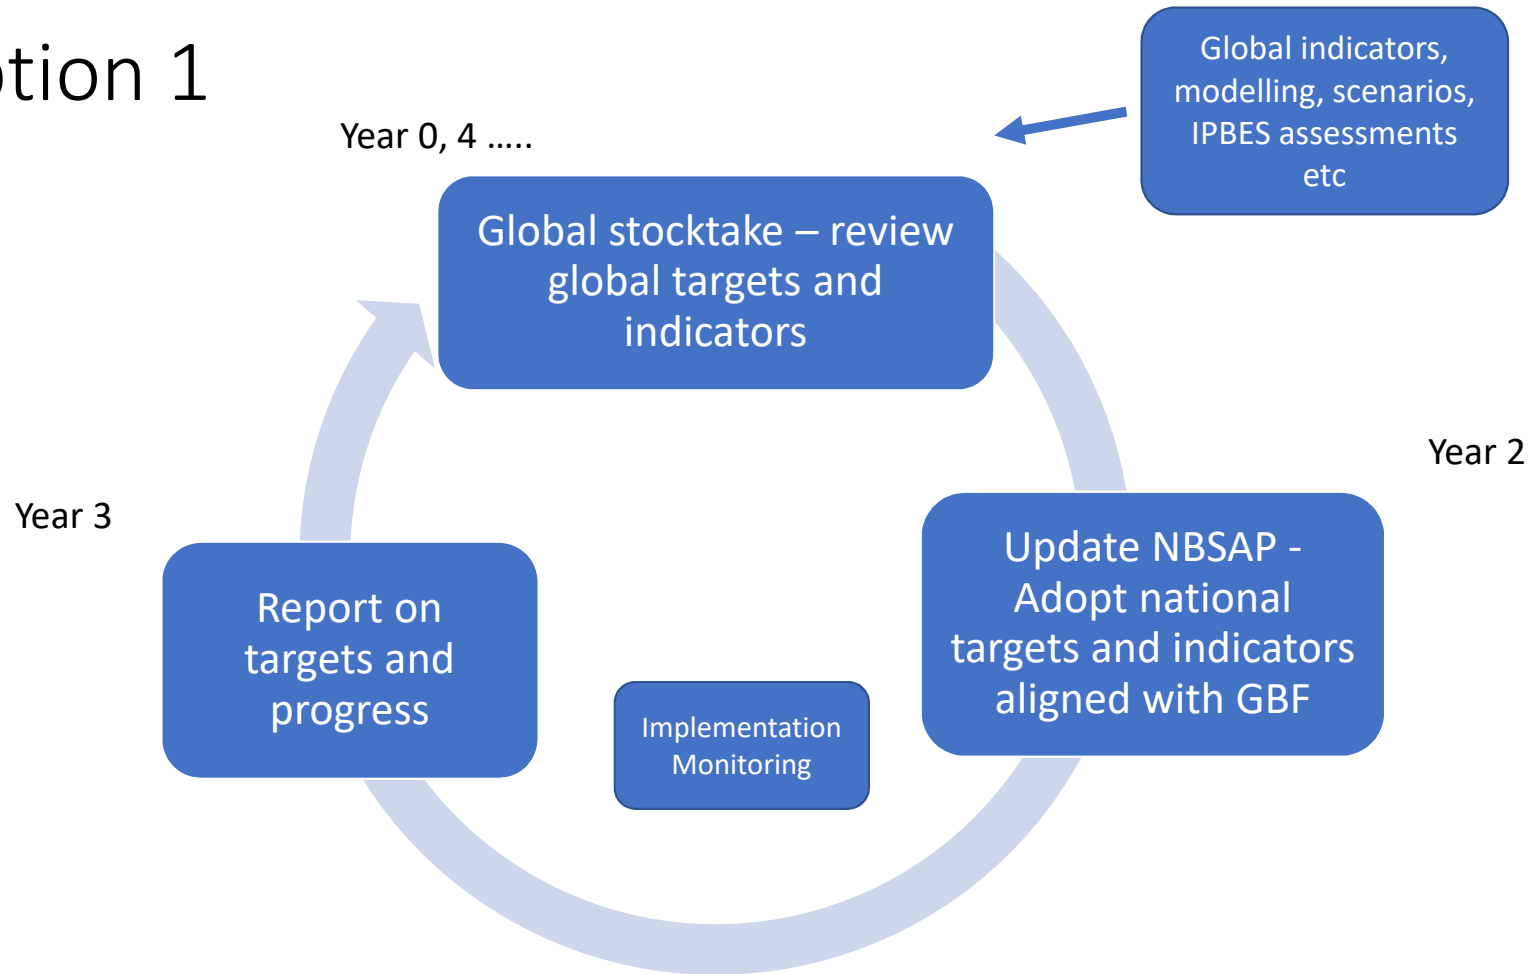 ption 1
Global indicators,
modelling, scenarios,
IPBES assessments
etc
Year 0, 4 .....
Global stocktake – review
global targets and
indicators
Year 2
Year 3
Update NBSAP -
Adopt national
targets and indicators
aligned with GBF
Report on
targets and
progress
Implementation
Monitoring